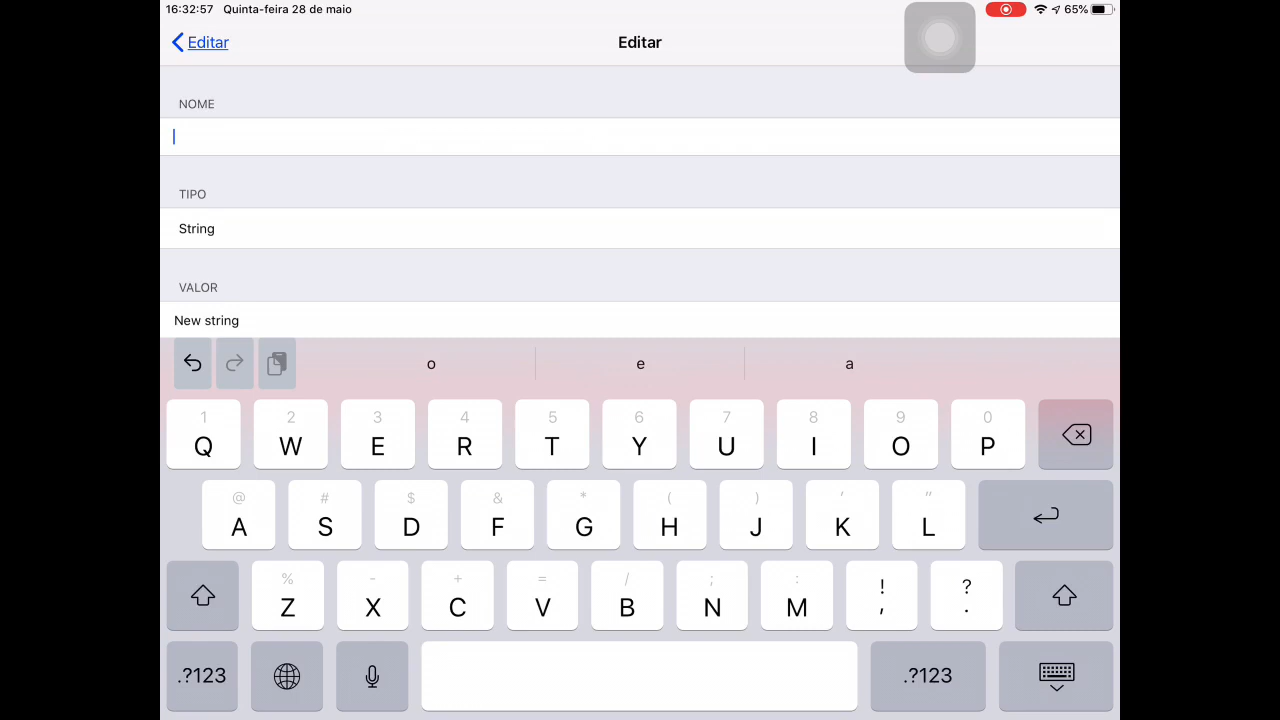 16:32:57 Quinta-feira 28 de maio 65%
Editar Editar
NOME
TIPO
String
VALOR
New string
o e a
1 2 3 4 5 6 7 8 9 0
Q W E R T Y U I O P
@ # $ & * ( ) ' "
A S D F G H J K L
% - + = / ; : ! ?
Z X C V B N M , .
.?123 .?123